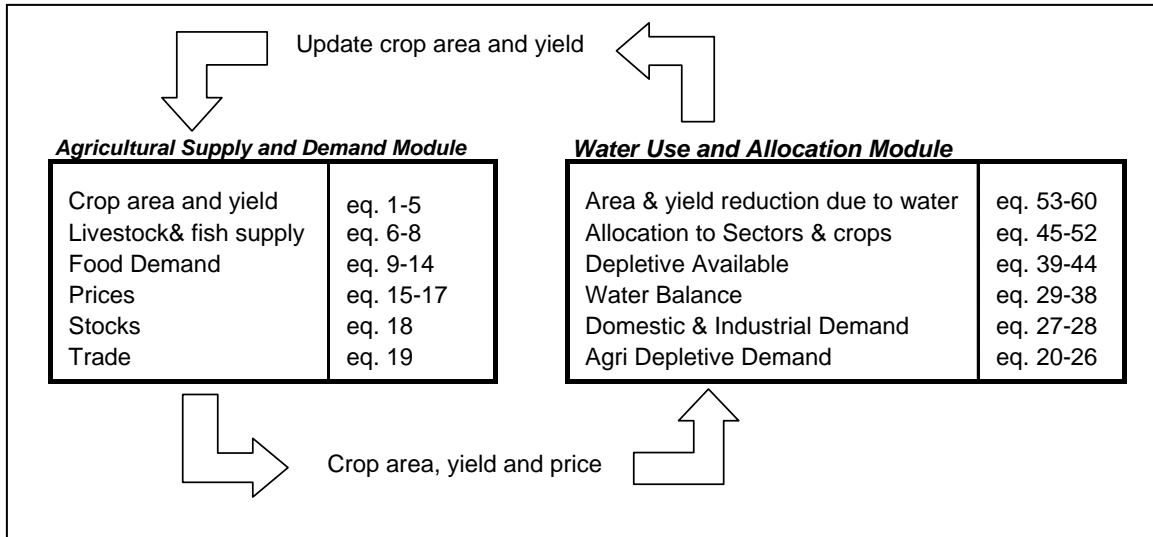 Update crop area and yield
Agricultural Supply and Demand Module
Crop area and yield eq. 1-5
Livestock& fish supply eq. 6-8
Food Demand eq. 9-14
Prices eq. 15-17
Stocks eq. 18
Trade eq. 19
Water Use and Allocation Module
Area & yield reduction due to water eq. 53-60
Allocation to Sectors & crops eq. 45-52
Depletive Available eq. 39-44
Water Balance eq. 29-38
Domestic & Industrial Demand eq. 27-28
Agri Depletive Demand eq. 20-26
Crop area, yield and price